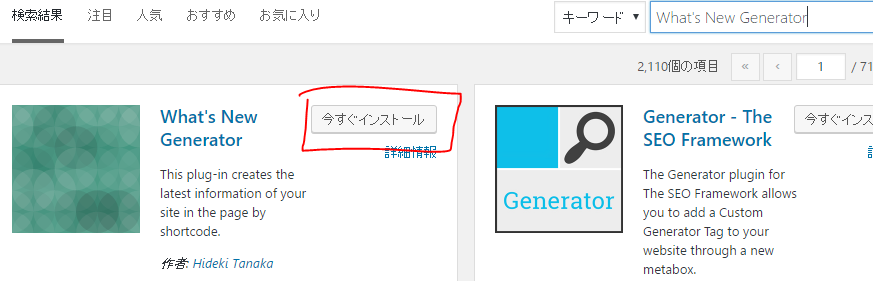 検索結果 注目 人気 おすすめ お気に入り キーワード ▼ What's New Generator
2,110個の項目 « ‹ 1 / 71
What's New
Generator
今すぐインストール
詳細情報
This plug-in creates the
latest information of your
site in the page by
shortcode.
作者: Hideki Tanaka
Generator
Generator - The
SEO Framework
今すぐインス
The Generator plugin for
The SEO Framework allows
you to add a Custom
Generator Tag to your
website through a new
metabox.